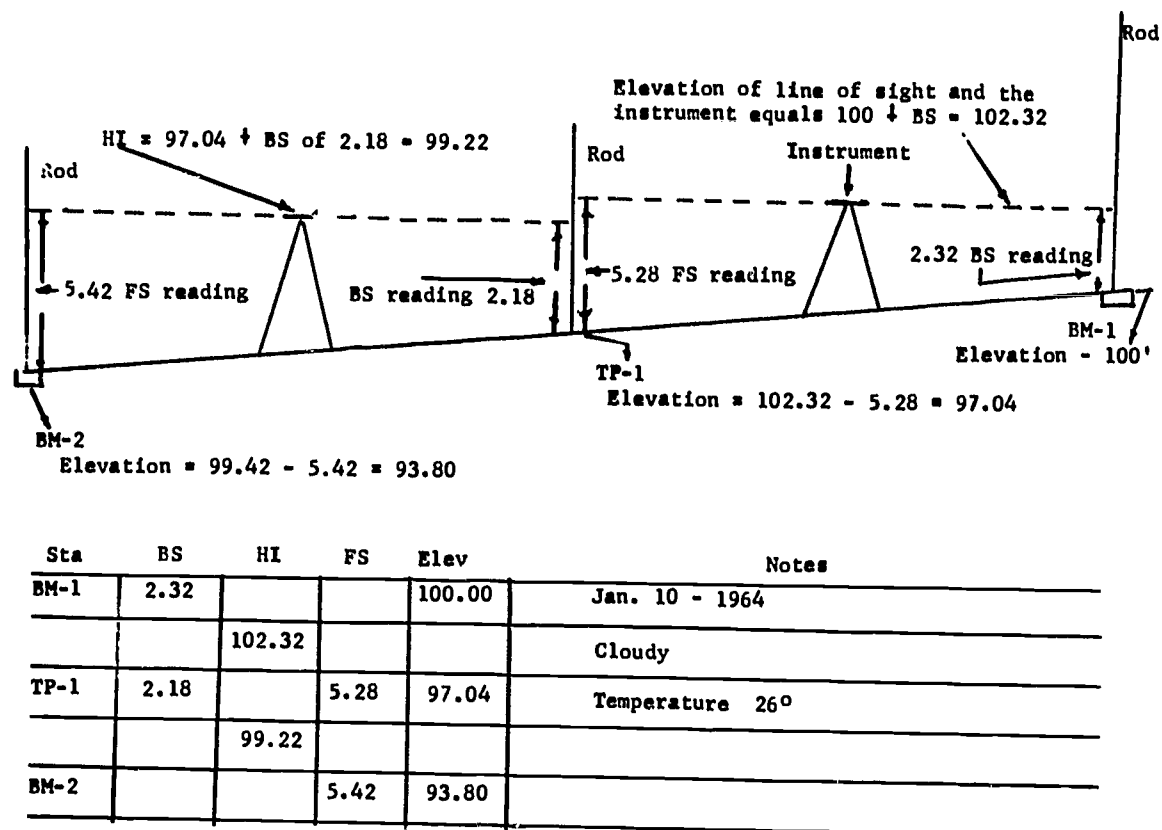 Rod
Elevation of line of sight and the
instrument equals 100 + BS = 102.32
HI = 97.04 + BS of 2.18 = 99.22
Rod
Rod
Instrument
5.42 FS reading
BS reading 2.18
5.28 FS reading
2.32 BS reading
BM-1
Elevation - 100'
TP-1
Elevation = 102.32 - 5.28 = 97.04
BM-2
Elevation = 99.42 - 5.42 = 93.80
Sta BS HI FS Elev Notes
BM-1 2.32 100.00 Jan. 10 - 1964
102.32 Cloudy
TP-1 2.18 5.28 97.04 Temperature 26°
99.22
BM-2 5.42 93.80